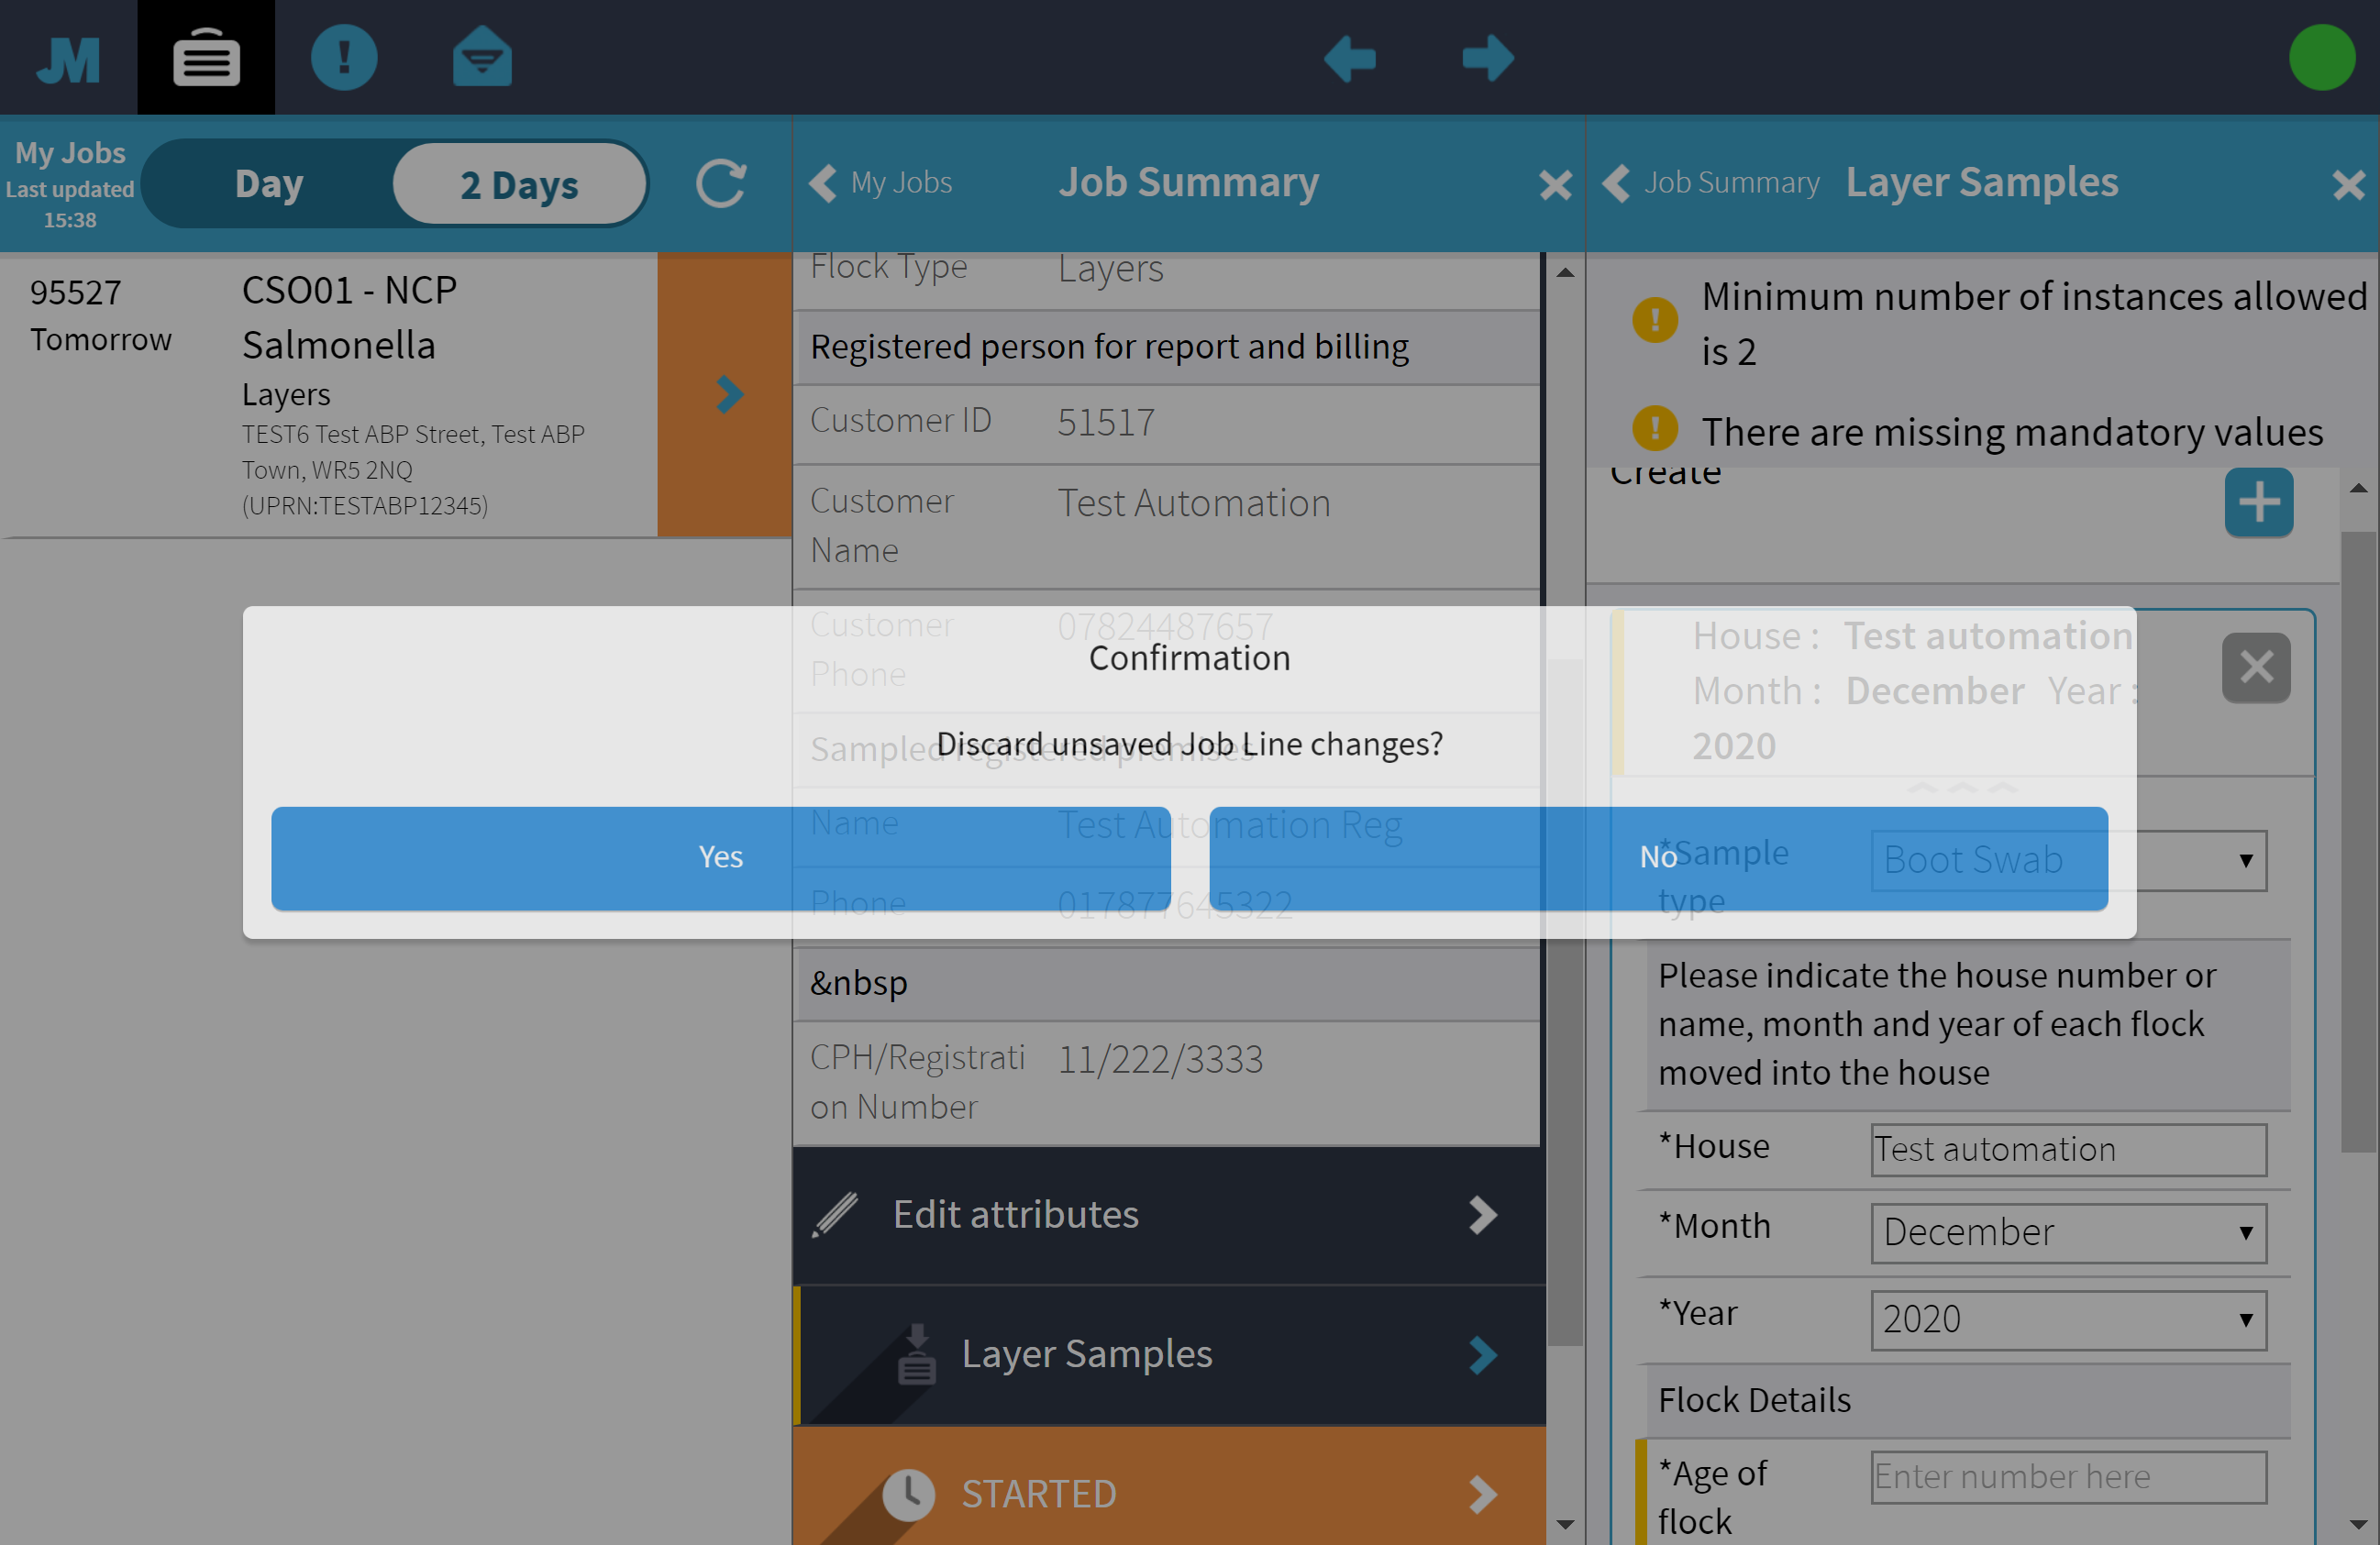 JM
My Jobs
Last updated
15:38
Day
2 Days
My Jobs
Job Summary
Job Summary
Layer Samples
95527
Tomorrow
CSO01 - NCP
Salmonella
Layers
TEST6 Test ABP Street, Test ABP
Town, WR5 2NQ
(UPRN:TESTABP12345)
Flock Type
Layers
Registered person for report and billing
Customer ID
51517
Customer
Name
Test Automation
Customer
Phone
07824487657
Sampled registered premises
Name
Test Automation Reg
Phone
017877645322
&nbsp
CPH/Registrati
on Number
11/222/3333
Edit attributes
Layer Samples
STARTED
Minimum number of instances allowed
is 2
There are missing mandatory values
Create
House : Test automation
Month : December Year :
2020
*Sample
type
Boot Swab
Please indicate the house number or
name, month and year of each flock
moved into the house
*House
Test automation
*Month
December
*Year
2020
Flock Details
*Age of
flock
Enter number here
Confirmation
Discard unsaved Job Line changes?
Yes
No